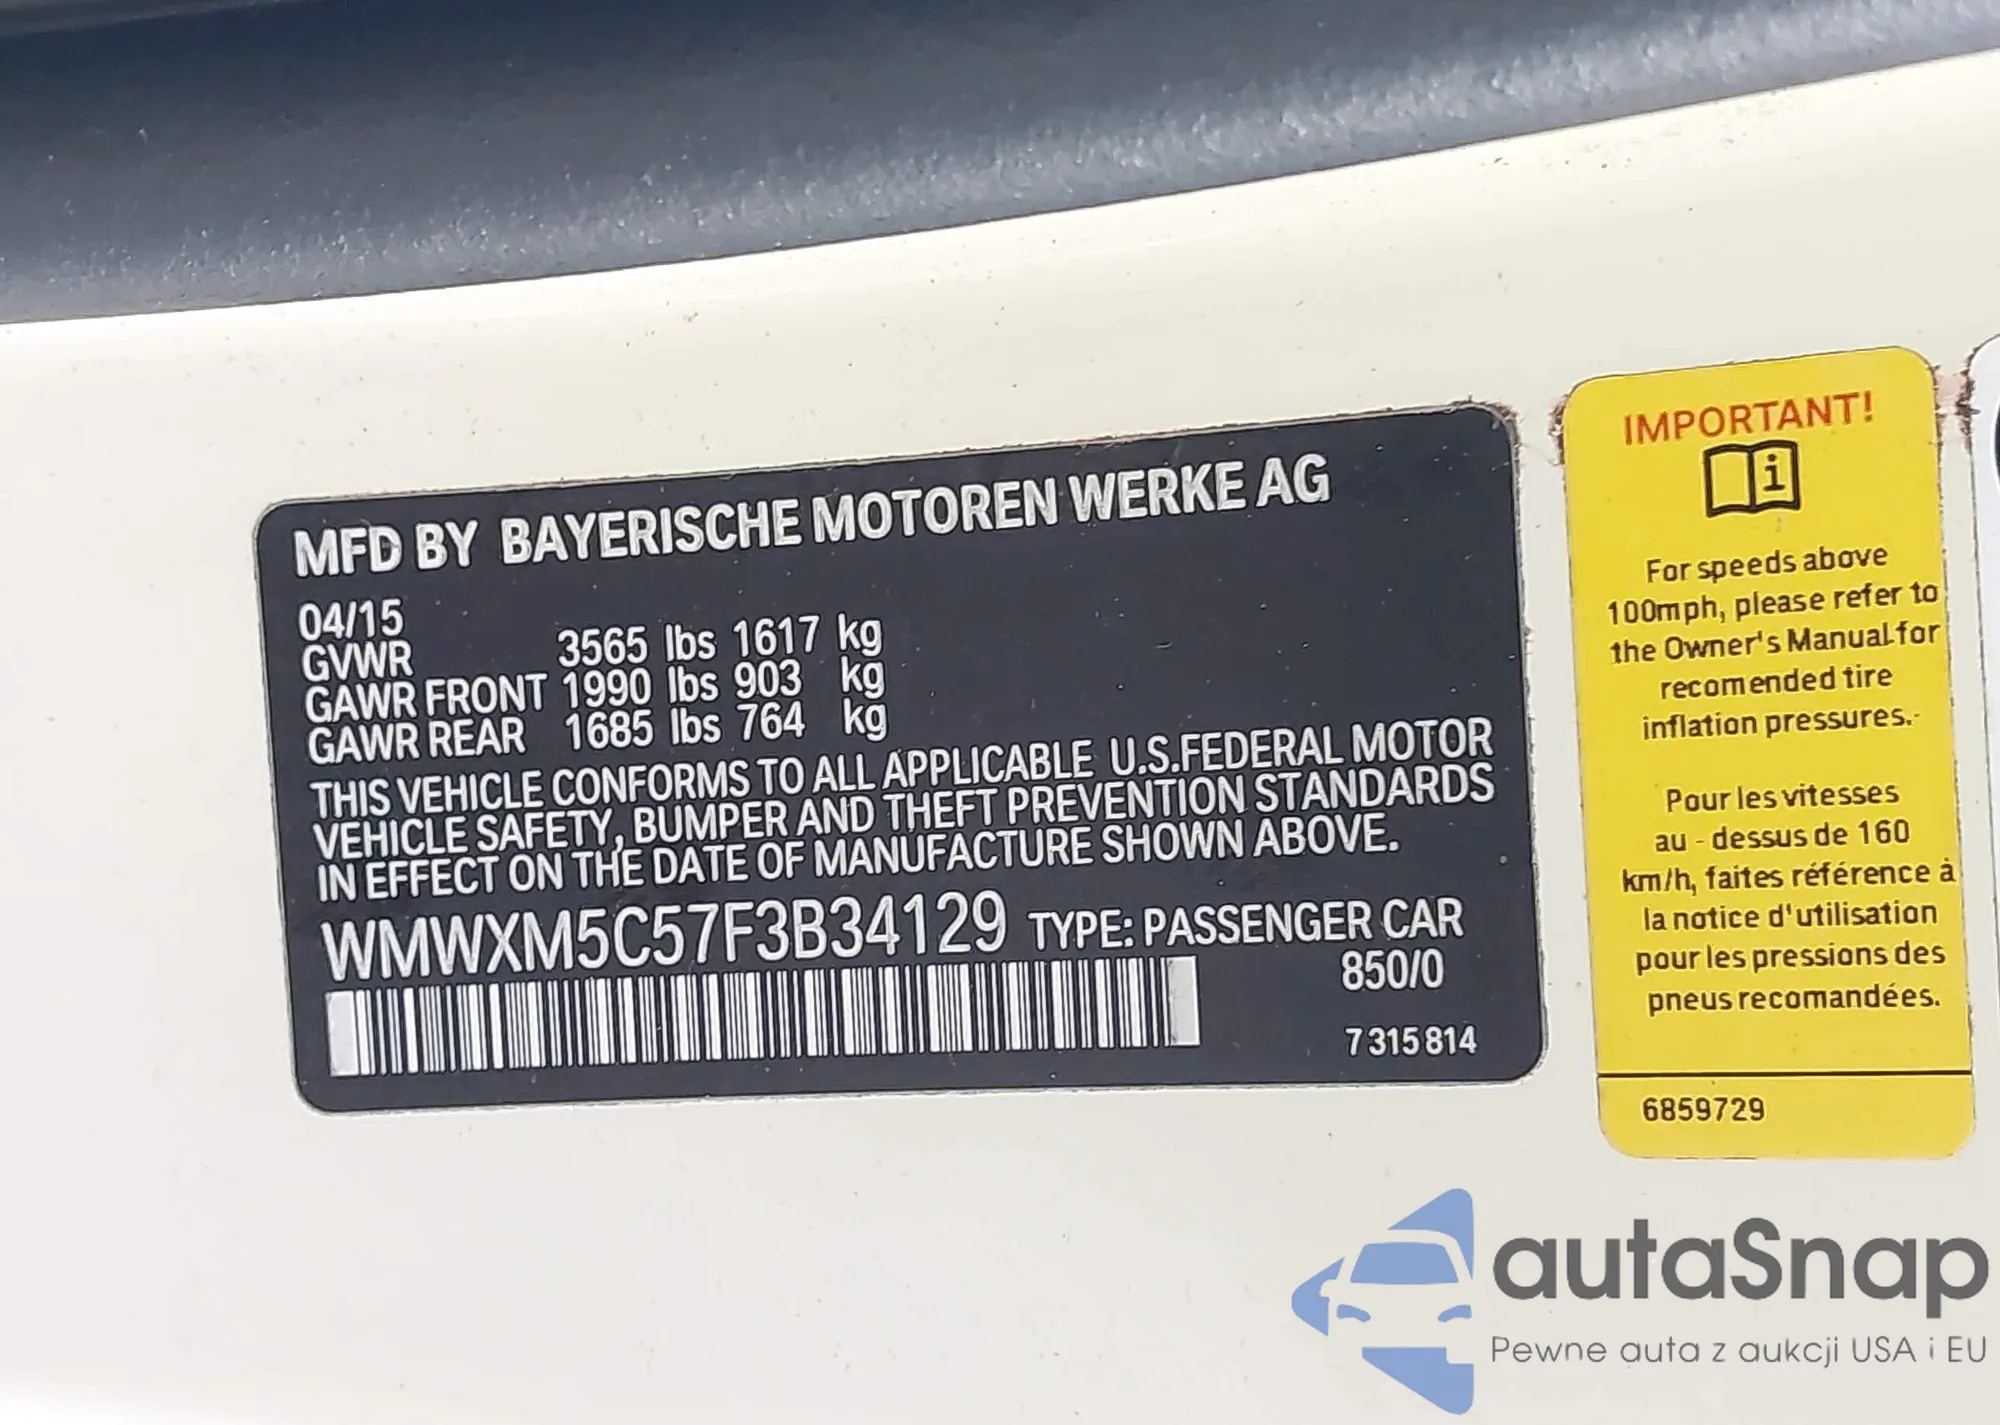 MFD BY BAYERISCHE MOTOREN WERKE AG
04/15
GVWR 3565 lbs 1617 kg
GAWR FRONT 1990 lbs 903 kg
GAWR REAR 1685 lbs 764 kg
THIS VEHICLE CONFORMS TO ALL APPLICABLE U.S.FEDERAL MOTOR
VEHICLE SAFETY, BUMPER AND THEFT PREVENTION STANDARDS
IN EFFECT ON THE DATE OF MANUFACTURE SHOWN ABOVE.
WMWXM5C57F3B34129 TYPE: PASSENGER CAR
850/0
7 315 814
IMPORTANT!
i
For speeds above
100mph, please refer to
the Owner's Manual for
recomended tire
inflation pressures.
Pour les vitesses
au - dessus de 160
km/h, faites référence à
la notice d'utilisation
pour les pressions des
pneus recomandées.
6859729
autaSnap
Pewne auta z aukcji USA i EU